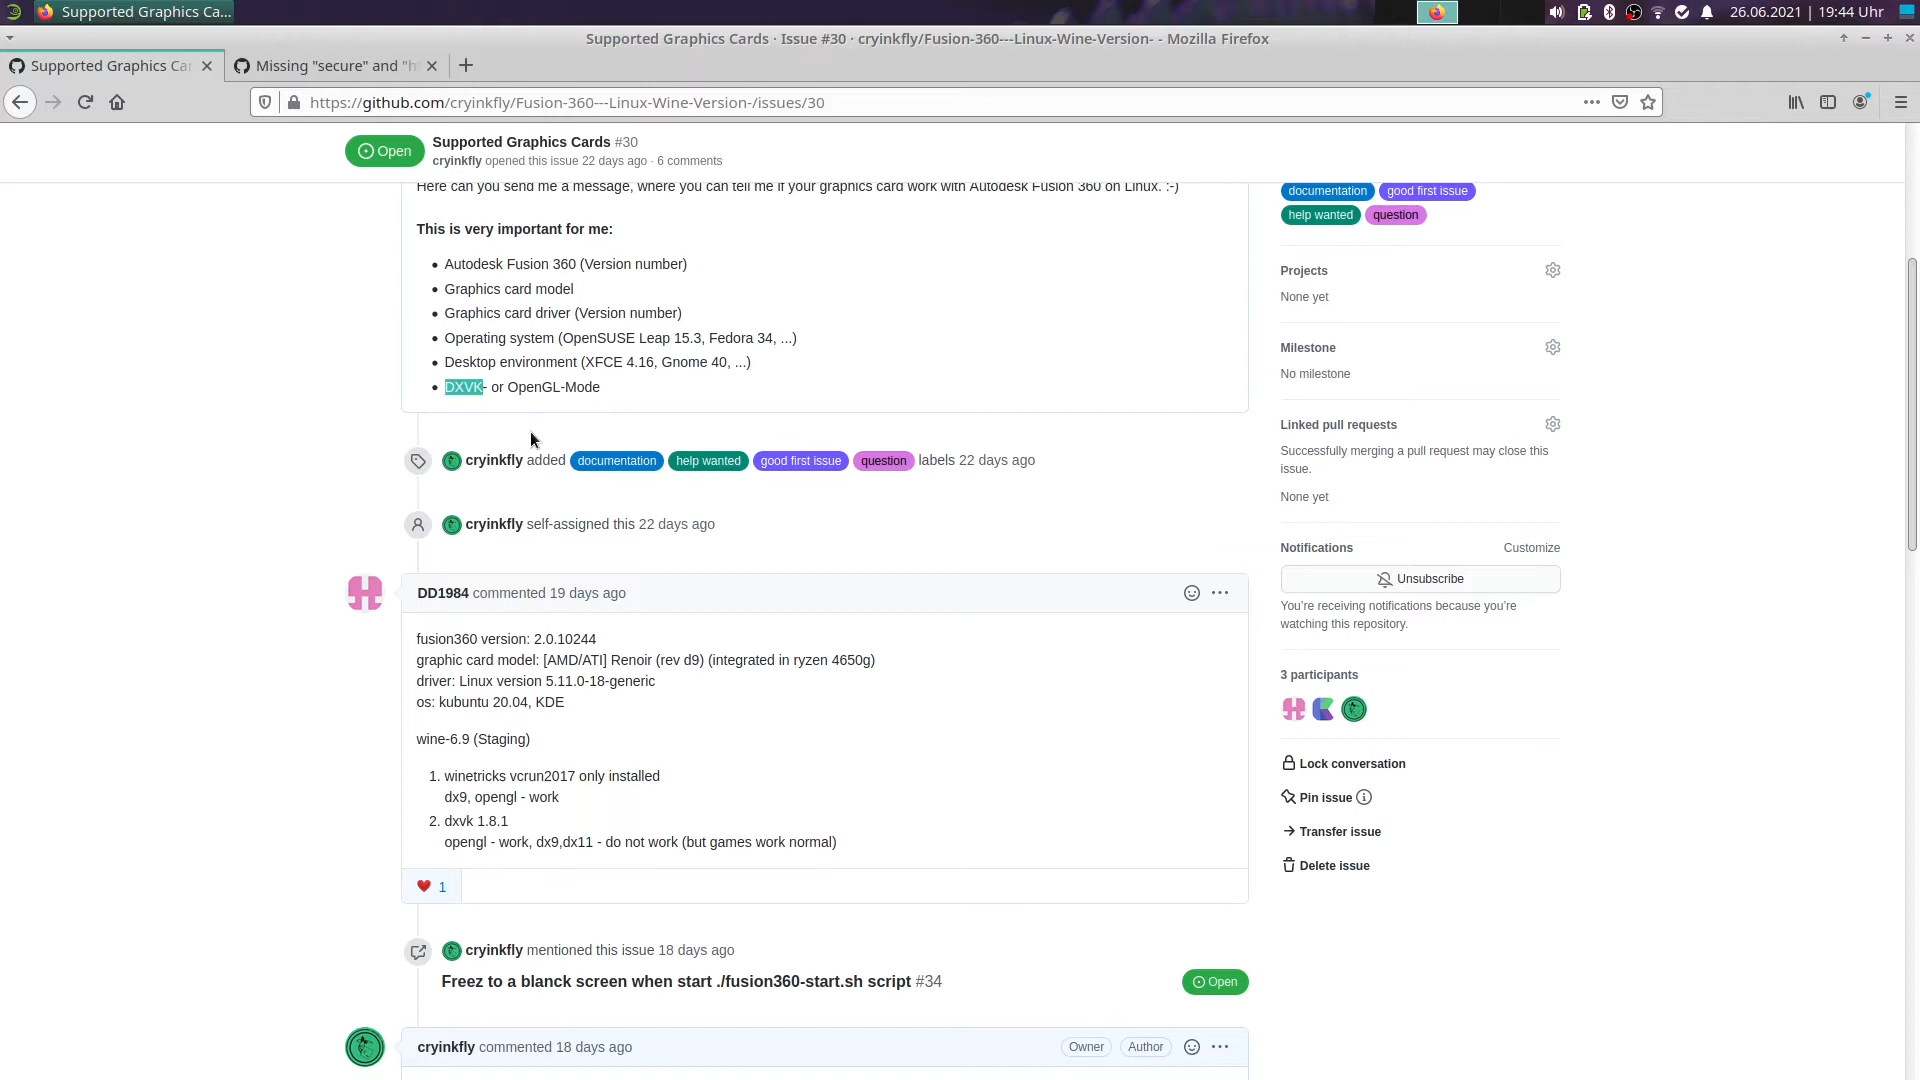 Supported Graphics Ca...
26.06.2021 | 19:44 Uhr
Supported Graphics Cards · Issue #30 · cryinkfly/Fusion-360---Linux-Wine-Version- - Mozilla Firefox
Supported Graphics Ca
Missing "secure" and "h
https://github.com/cryinkfly/Fusion-360---Linux-Wine-Version-/issues/30
Open
Supported Graphics Cards #30
cryinkfly opened this issue 22 days ago · 6 comments
Here can you send me a message, where you can tell me if your graphics card work with Autodesk Fusion 360 on Linux. :-)
This is very important for me:
• Autodesk Fusion 360 (Version number)
• Graphics card model
• Graphics card driver (Version number)
• Operating system (OpenSUSE Leap 15.3, Fedora 34, ...)
• Desktop environment (XFCE 4.16, Gnome 40, ...)
• DXVK- or OpenGL-Mode
cryinkfly added documentation help wanted good first issue question labels 22 days ago
cryinkfly self-assigned this 22 days ago
DD1984 commented 19 days ago
fusion360 version: 2.0.10244
graphic card model: [AMD/ATI] Renoir (rev d9) (integrated in ryzen 4650g)
driver: Linux version 5.11.0-18-generic
os: kubuntu 20.04, KDE
wine-6.9 (Staging)
1. winetricks vcrun2017 only installed
dx9, opengl - work
2. dxvk 1.8.1
opengl - work, dx9,dx11 - do not work (but games work normal)
1
cryinkfly mentioned this issue 18 days ago
Freez to a blanck screen when start ./fusion360-start.sh script #34
Open
cryinkfly commented 18 days ago
Owner
Author
documentation good first issue
help wanted question
Projects
None yet
Milestone
No milestone
Linked pull requests
Successfully merging a pull request may close this
issue.
None yet
Notifications
Customize
Unsubscribe
You're receiving notifications because you're
watching this repository.
3 participants
Lock conversation
Pin issue
Transfer issue
Delete issue